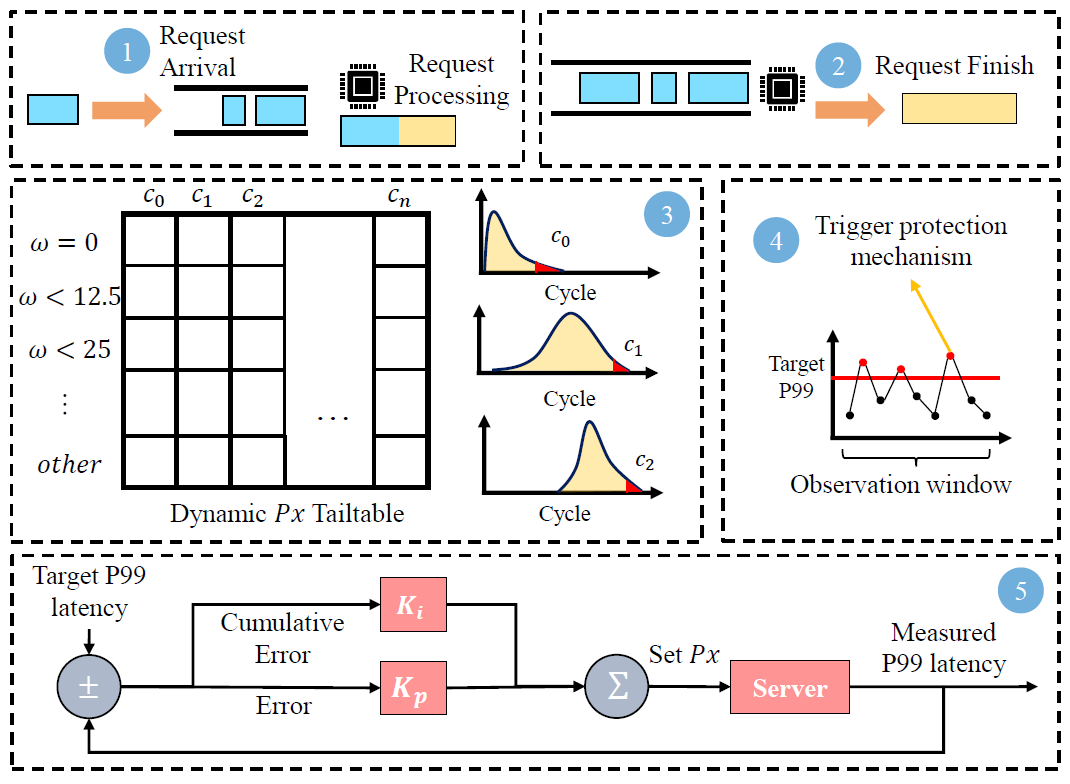 1
Request
Arrival
Request
Processing
2
Request Finish
c₀ c₁ c₂ cₙ
ω = 0
ω < 12.5
ω < 25
⋮
other
...
Dynamic Px Tailtable
3
c₀
Cycle
c₁
Cycle
c₂
Cycle
4
Trigger protection
mechanism
Target
P99
Observation window
5
Target P99
latency
±
Cumulative
Error
Error
Kᵢ
Kₚ
Σ
Set Px
Server
Measured
P99 latency